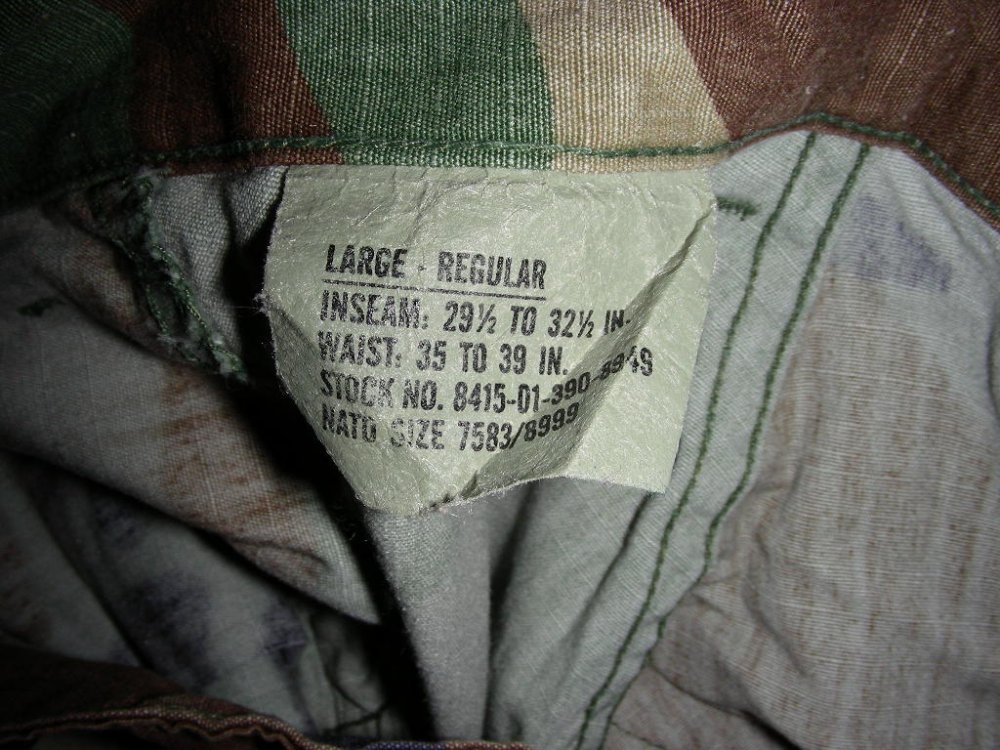 LARGE - REGULAR
INSEAM: 29½ TO 32½ IN.
WAIST: 35 TO 39 IN.
STOCK NO. 8415-01-390-8949
NATO SIZE 7583/8999